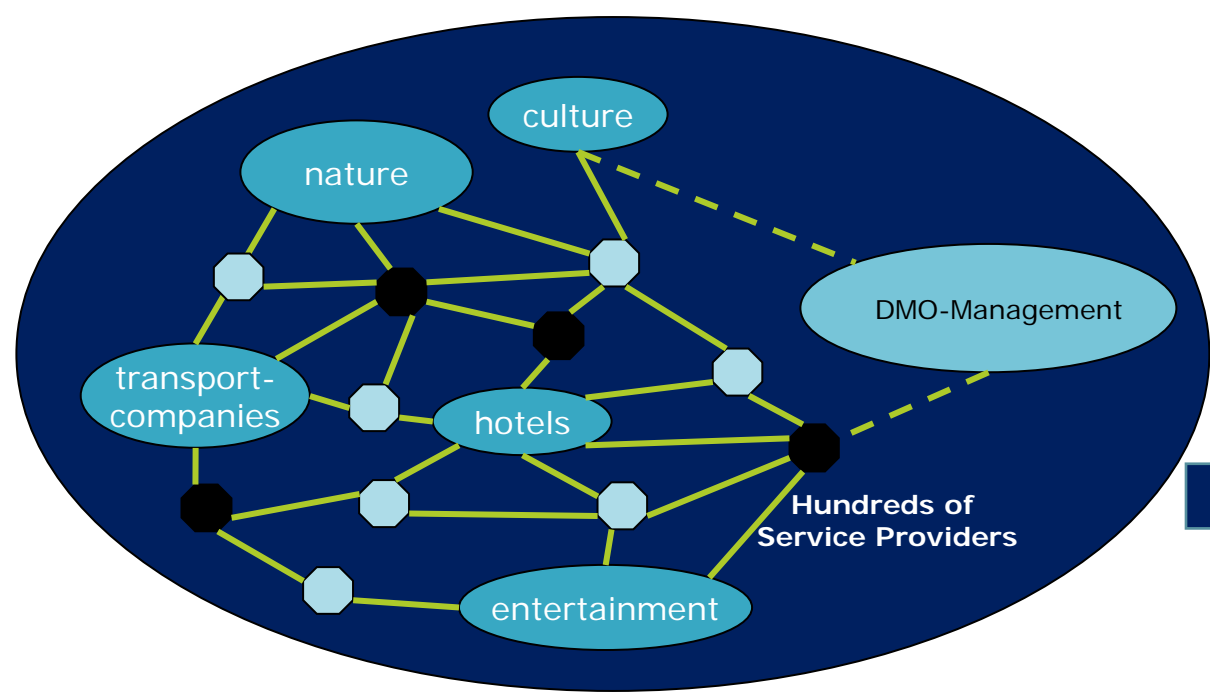 culture
nature
DMO-Management
transport-
companies
hotels
Hundreds of
Service Providers
entertainment